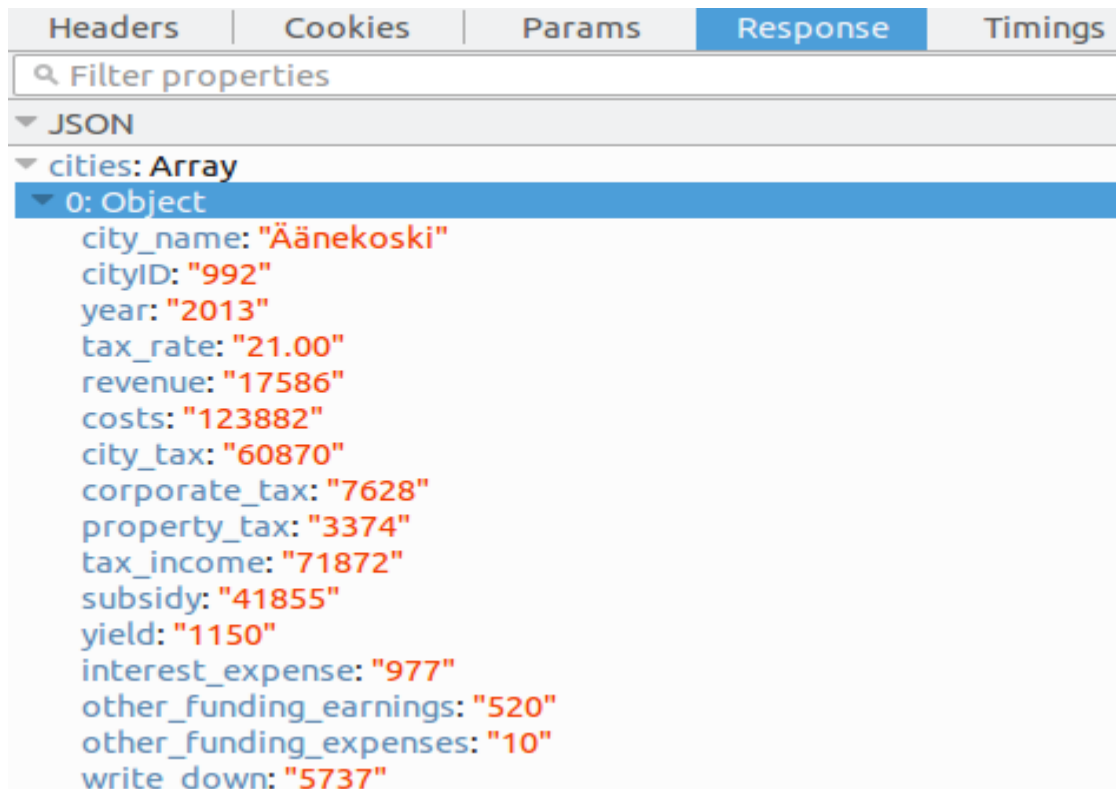 Headers Cookies Params Response Timings
Filter properties
JSON
cities: Array
0: Object
city_name: "Äänekoski"
cityID: "992"
year: "2013"
tax_rate: "21.00"
revenue: "17586"
costs: "123882"
city_tax: "60870"
corporate_tax: "7628"
property_tax: "3374"
tax_income: "71872"
subsidy: "41855"
yield: "1150"
interest_expense: "977"
other_funding_earnings: "520"
other_funding_expenses: "10"
write_down: "5737"